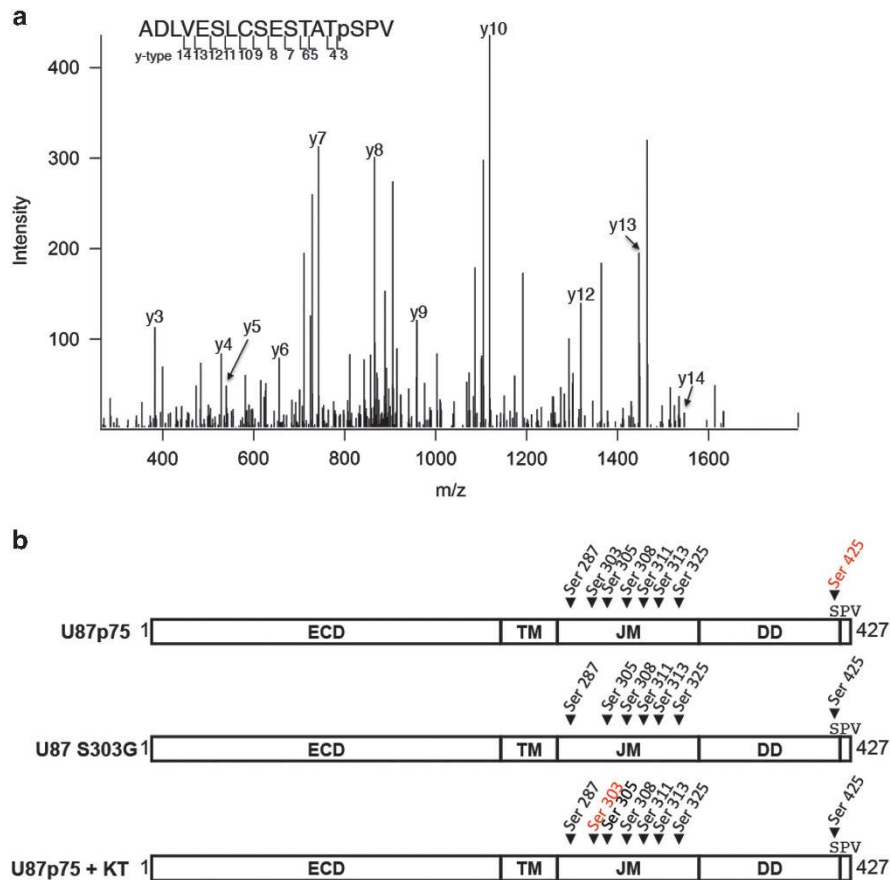 a
ADLVESLCSESTATpSPV
y-type 14 13 12 11 10 9 8 7 6 5 4 3
y10
400
y7
y8
300
Intensity
y13
200
y3
y5
y9
y12
y4
y6
100
y14
400 600 800 1000 1200 1400 1600
m/z
b
Ser 287 Ser 303 Ser 305 Ser 308 Ser 311 Ser 313 Ser 325 Ser 425
SPV
U87p75 1 ECD TM JM DD 427
Ser 287 Ser 305 Ser 308 Ser 311 Ser 313 Ser 325 Ser 425
SPV
U87 S303G 1 ECD TM JM DD 427
Ser 287 Ser 303 Ser 305 Ser 308 Ser 311 Ser 313 Ser 325 Ser 425
SPV
U87p75 + KT 1 ECD TM JM DD 427